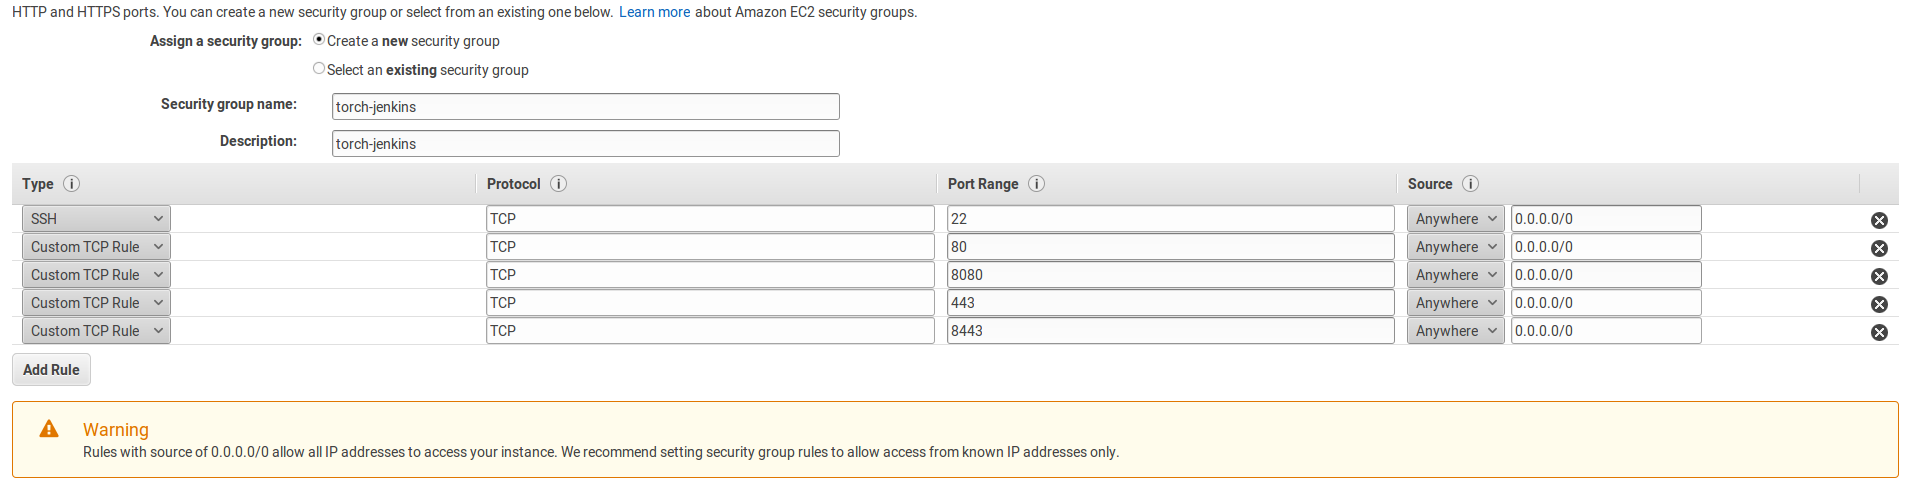 HTTP and HTTPS ports. You can create a new security group or select from an existing one below. Learn more about Amazon EC2 security groups.
Assign a security group: Create a new security group
Select an existing security group
Security group name: torch-jenkins
Description: torch-jenkins
Type i Protocol i Port Range i Source i
SSH TCP 22 Anywhere 0.0.0.0/0
Custom TCP Rule TCP 80 Anywhere 0.0.0.0/0
Custom TCP Rule TCP 8080 Anywhere 0.0.0.0/0
Custom TCP Rule TCP 443 Anywhere 0.0.0.0/0
Custom TCP Rule TCP 8443 Anywhere 0.0.0.0/0
Add Rule
Warning
Rules with source of 0.0.0.0/0 allow all IP addresses to access your instance. We recommend setting security group rules to allow access from known IP addresses only.